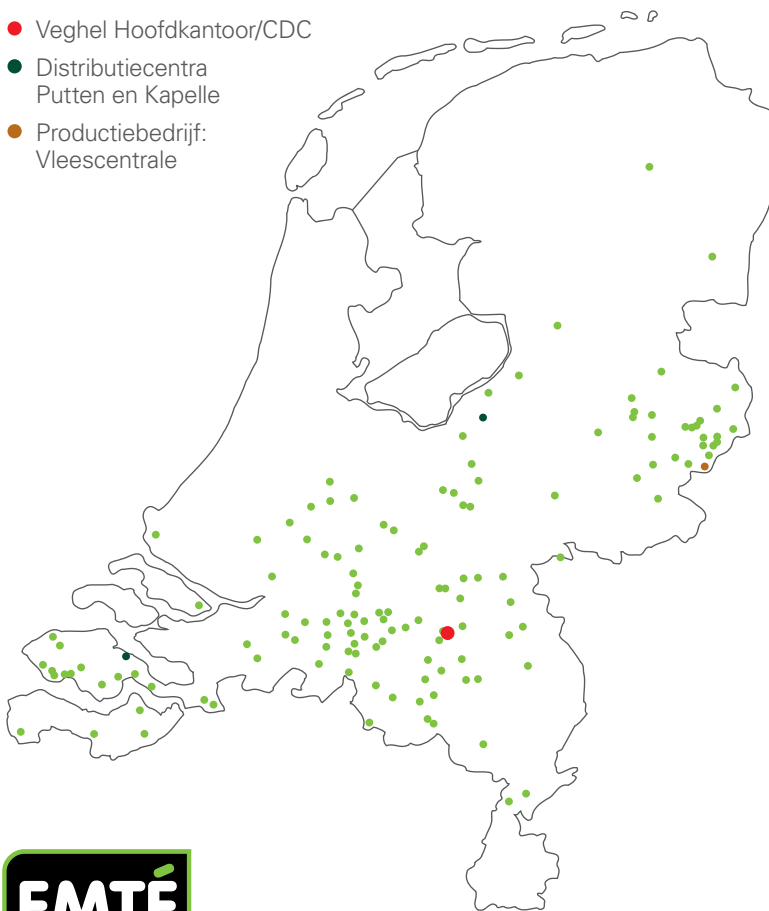 Veghel Hoofdkantoor/CDC
Distributiecentra
Putten en Kapelle
Productiebedrijf:
Vleescentrale
EMTÉ